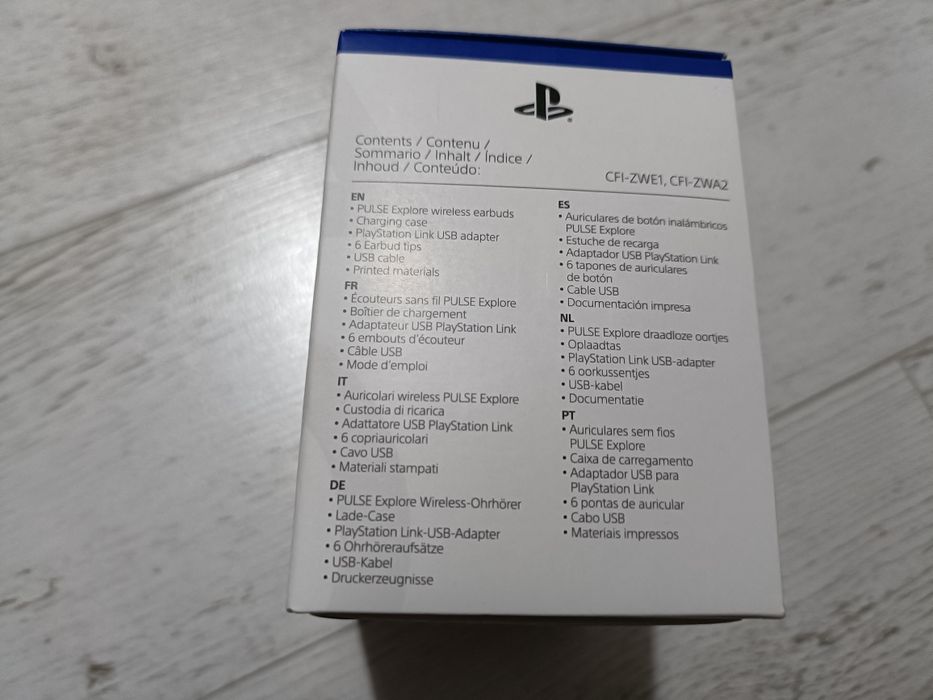 Contents / Contenu /
Sommario / Inhalt / Índice /
Inhoud / Conteúdo:
CFI-ZWE1, CFI-ZWA2
EN
• PULSE Explore wireless earbuds
• Charging case
• PlayStation Link USB adapter
• 6 Earbud tips
• USB cable
• Printed materials
FR
• Écouteurs sans fil PULSE Explore
• Boîtier de chargement
• Adaptateur USB PlayStation Link
• 6 embouts d'écouteur
• Câble USB
• Mode d'emploi
IT
• Auricolari wireless PULSE Explore
• Custodia di ricarica
• Adattatore USB PlayStation Link
• 6 copriauricolari
• Cavo USB
• Materiali stampati
DE
• PULSE Explore Wireless-Ohrhörer
• Lade-Case
• PlayStation Link-USB-Adapter
• 6 Ohrhöreraufsätze
• USB-Kabel
• Druckerzeugnisse
ES
• Auriculares de botón inalámbricos
PULSE Explore
• Estuche de recarga
• Adaptador USB PlayStation Link
• 6 tapones de auriculares
de botón
• Cable USB
• Documentación impresa
NL
• PULSE Explore draadloze oortjes
• Oplaadtas
• PlayStation Link USB-adapter
• 6 oorkussentjes
• USB-kabel
• Documentatie
PT
• Auriculares sem fios
PULSE Explore
• Caixa de carregamento
• Adaptador USB para
PlayStation Link
• 6 pontas de auricular
• Cabo USB
• Materiais impressos